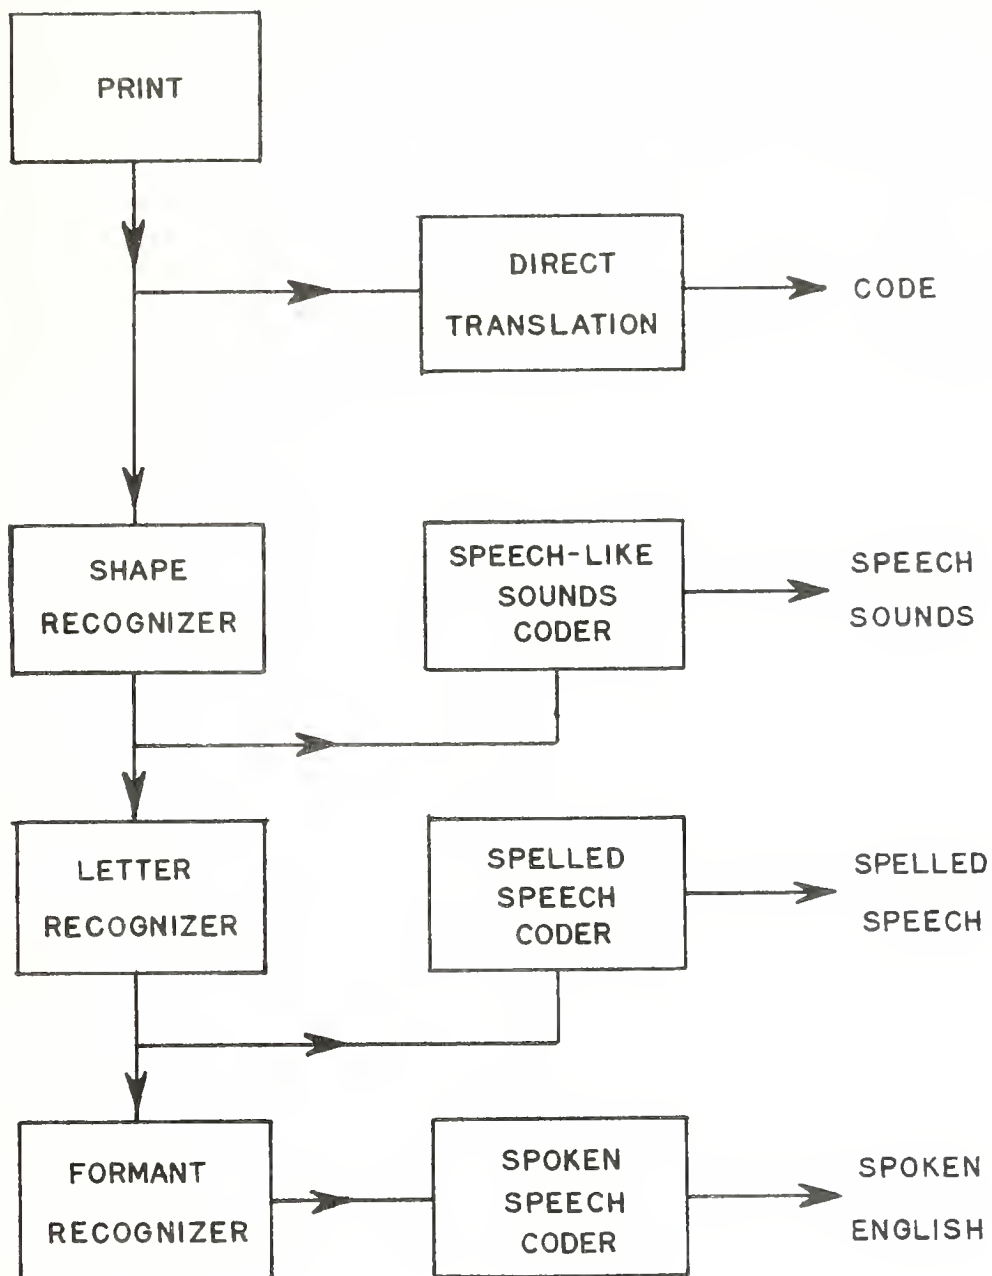 PRINT
DIRECT
TRANSLATION
CODE
SHAPE
RECOGNIZER
SPEECH-LIKE
SOUNDS
CODER
SPEECH
SOUNDS
LETTER
RECOGNIZER
SPELLED
SPEECH
CODER
SPELLED
SPEECH
FORMANT
RECOGNIZER
SPOKEN
SPEECH
CODER
SPOKEN
ENGLISH